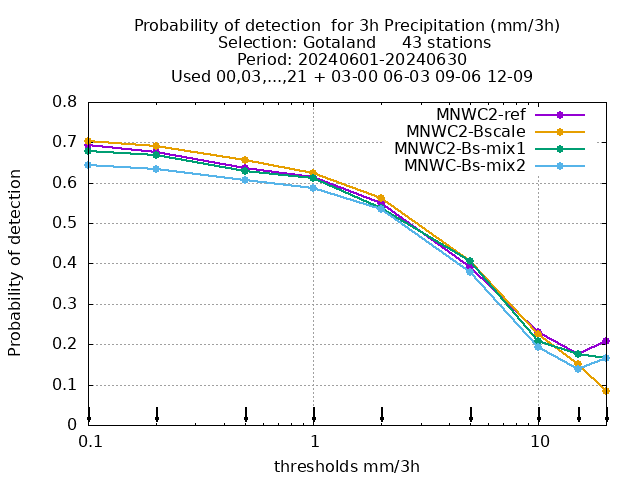 Probability of detection  for 3h Precipitation (mm/3h)
Selection: Gotaland     43 stations
Period: 20240601-20240630
Used 00,03,...,21 + 03-00 06-03 09-06 12-09
MNWC2-ref
MNWC2-Bscale
MNWC2-Bs-mix1
MNWC-Bs-mix2
Probability of detection
0.8
0.7
0.6
0.5
0.4
0.3
0.2
0.1
0
0.1 1 10
thresholds mm/3h